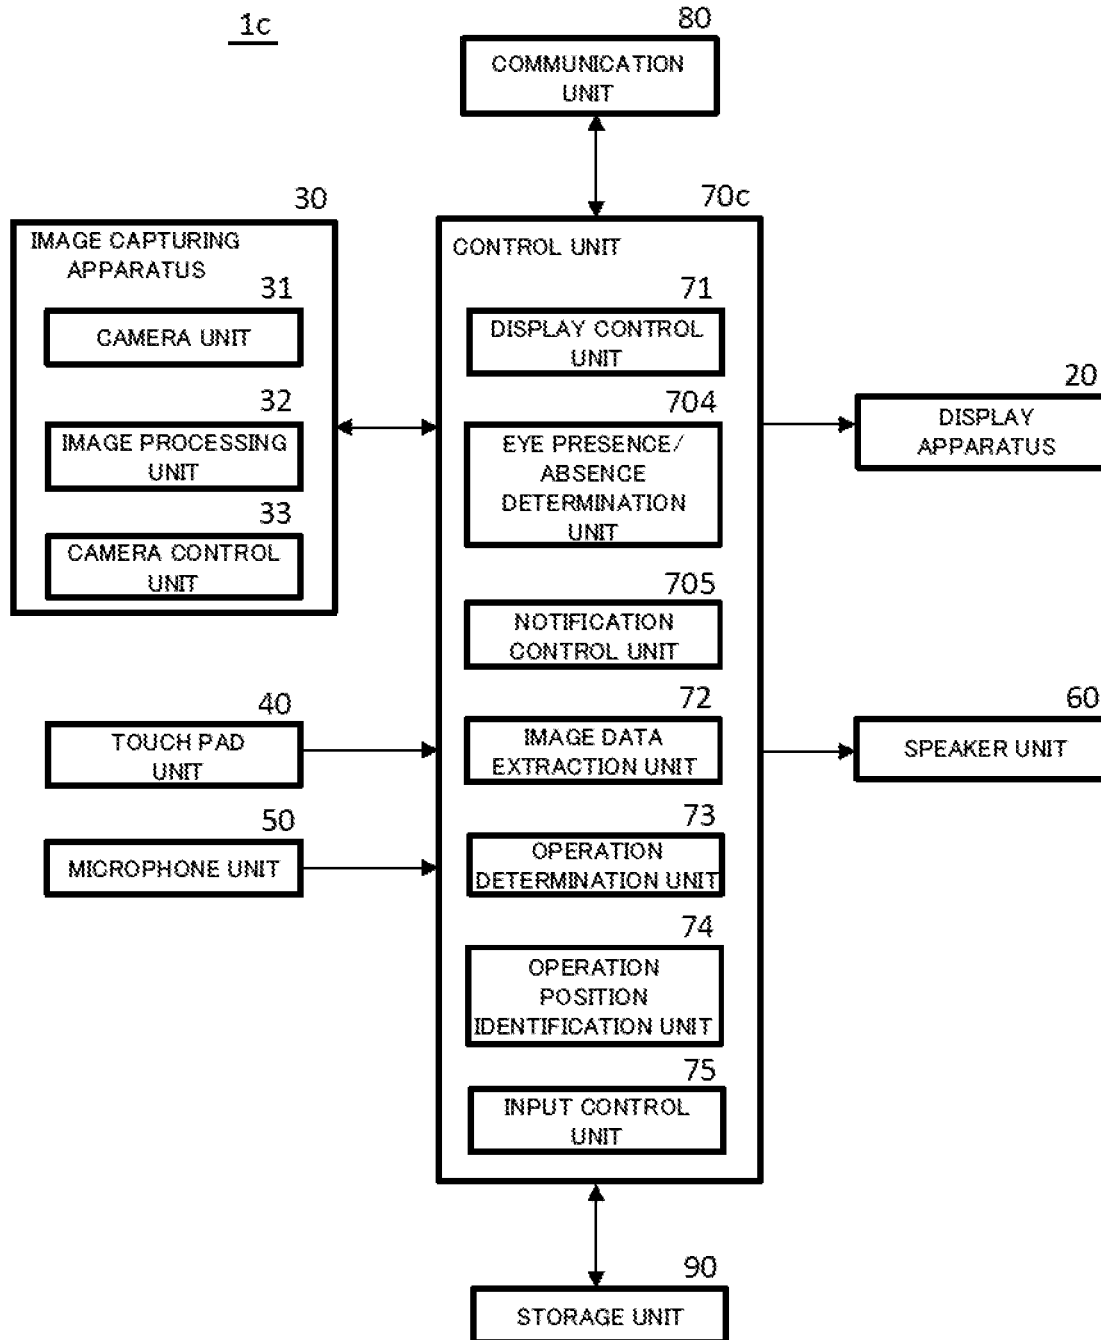 1c
80
COMMUNICATION
UNIT
30
IMAGE CAPTURING
APPARATUS
31
CAMERA UNIT
32
IMAGE PROCESSING
UNIT
33
CAMERA CONTROL
UNIT
40
TOUCH PAD
UNIT
50
MICROPHONE UNIT
70c
CONTROL UNIT
71
DISPLAY CONTROL
UNIT
704
EYE PRESENCE/
ABSENCE
DETERMINATION
UNIT
705
NOTIFICATION
CONTROL UNIT
72
IMAGE DATA
EXTRACTION UNIT
73
OPERATION
DETERMINATION UNIT
74
OPERATION
POSITION
IDENTIFICATION UNIT
75
INPUT CONTROL
UNIT
20
DISPLAY
APPARATUS
60
SPEAKER UNIT
90
STORAGE UNIT